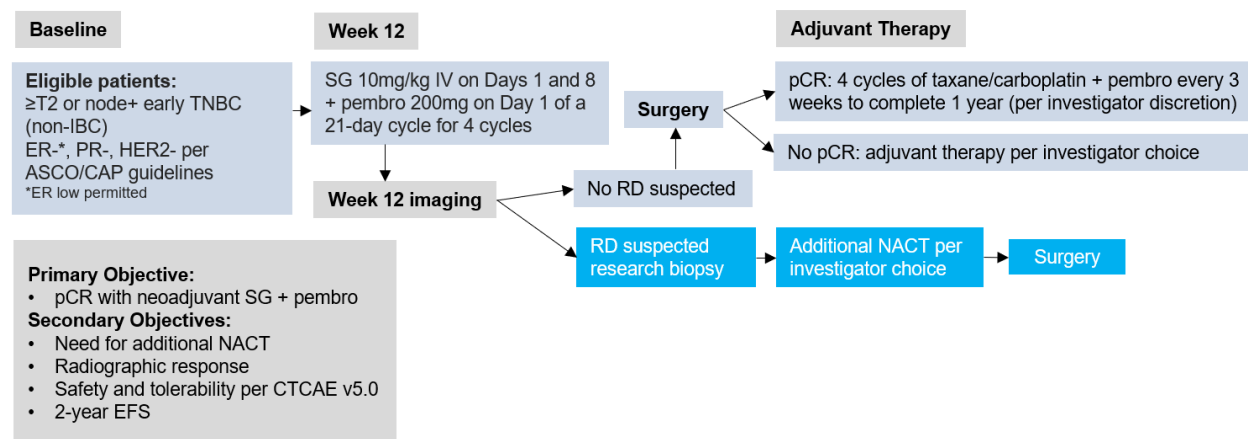 Baseline
Eligible patients:
≥T2 or node+ early TNBC
(non-IBC)
ER-*, PR-, HER2- per
ASCO/CAP guidelines
*ER low permitted
Week 12
SG 10mg/kg IV on Days 1 and 8
+ pembro 200mg on Day 1 of a
21-day cycle for 4 cycles
Week 12 imaging
No RD suspected
Surgery
Adjuvant Therapy
pCR: 4 cycles of taxane/carboplatin + pembro every 3
weeks to complete 1 year (per investigator discretion)
No pCR: adjuvant therapy per investigator choice
RD suspected
research biopsy
Additional NACT per
investigator choice
Surgery
Primary Objective:
• pCR with neoadjuvant SG + pembro
Secondary Objectives:
• Need for additional NACT
• Radiographic response
• Safety and tolerability per CTCAE v5.0
• 2-year EFS